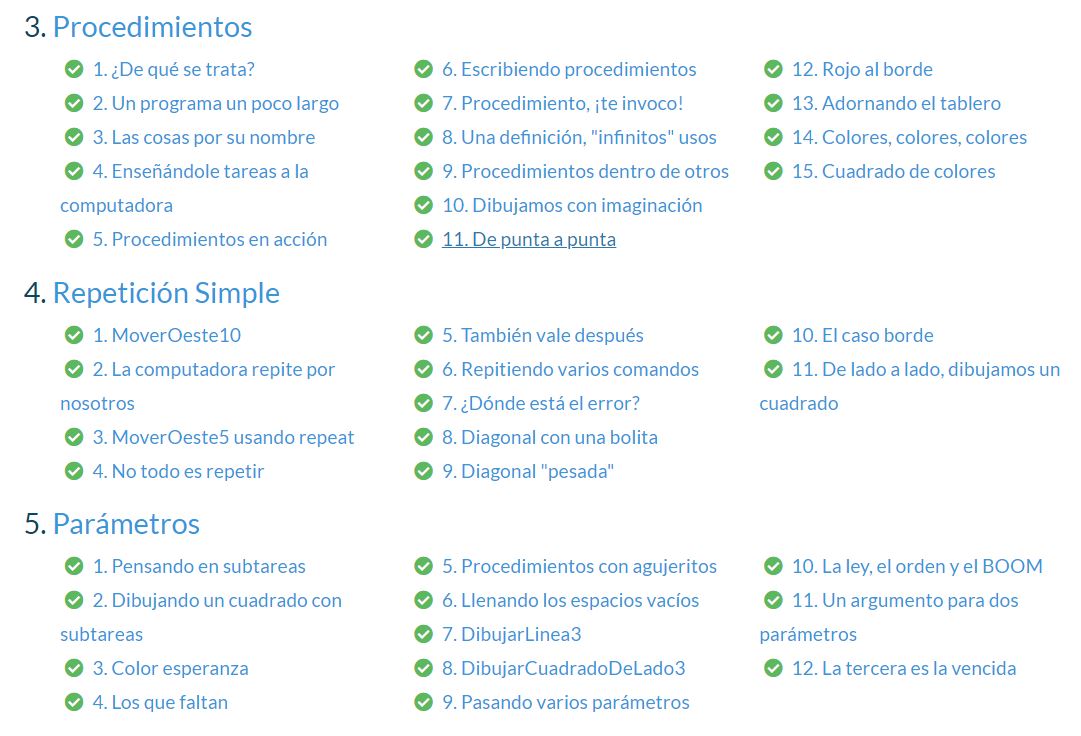 3. Procedimientos
1. ¿De qué se trata?
2. Un programa un poco largo
3. Las cosas por su nombre
4. Enseñándole tareas a la
computadora
5. Procedimientos en acción
6. Escribiendo procedimientos
7. Procedimiento, ¡te invoco!
8. Una definición, "infinitos" usos
9. Procedimientos dentro de otros
10. Dibujamos con imaginación
11. De punta a punta
12. Rojo al borde
13. Adornando el tablero
14. Colores, colores, colores
15. Cuadrado de colores
4. Repetición Simple
1. MoverOeste10
2. La computadora repite por
nosotros
3. MoverOeste5 usando repeat
4. No todo es repetir
5. También vale después
6. Repitiendo varios comandos
7. ¿Dónde está el error?
8. Diagonal con una bolita
9. Diagonal "pesada"
10. El caso borde
11. De lado a lado, dibujamos un
cuadrado
5. Parámetros
1. Pensando en subtareas
2. Dibujando un cuadrado con
subtareas
3. Color esperanza
4. Los que faltan
5. Procedimientos con agujeritos
6. Llenando los espacios vacíos
7. DibujarLinea3
8. DibujarCuadradoDeLado3
9. Pasando varios parámetros
10. La ley, el orden y el BOOM
11. Un argumento para dos
parámetros
12. La tercera es la vencida